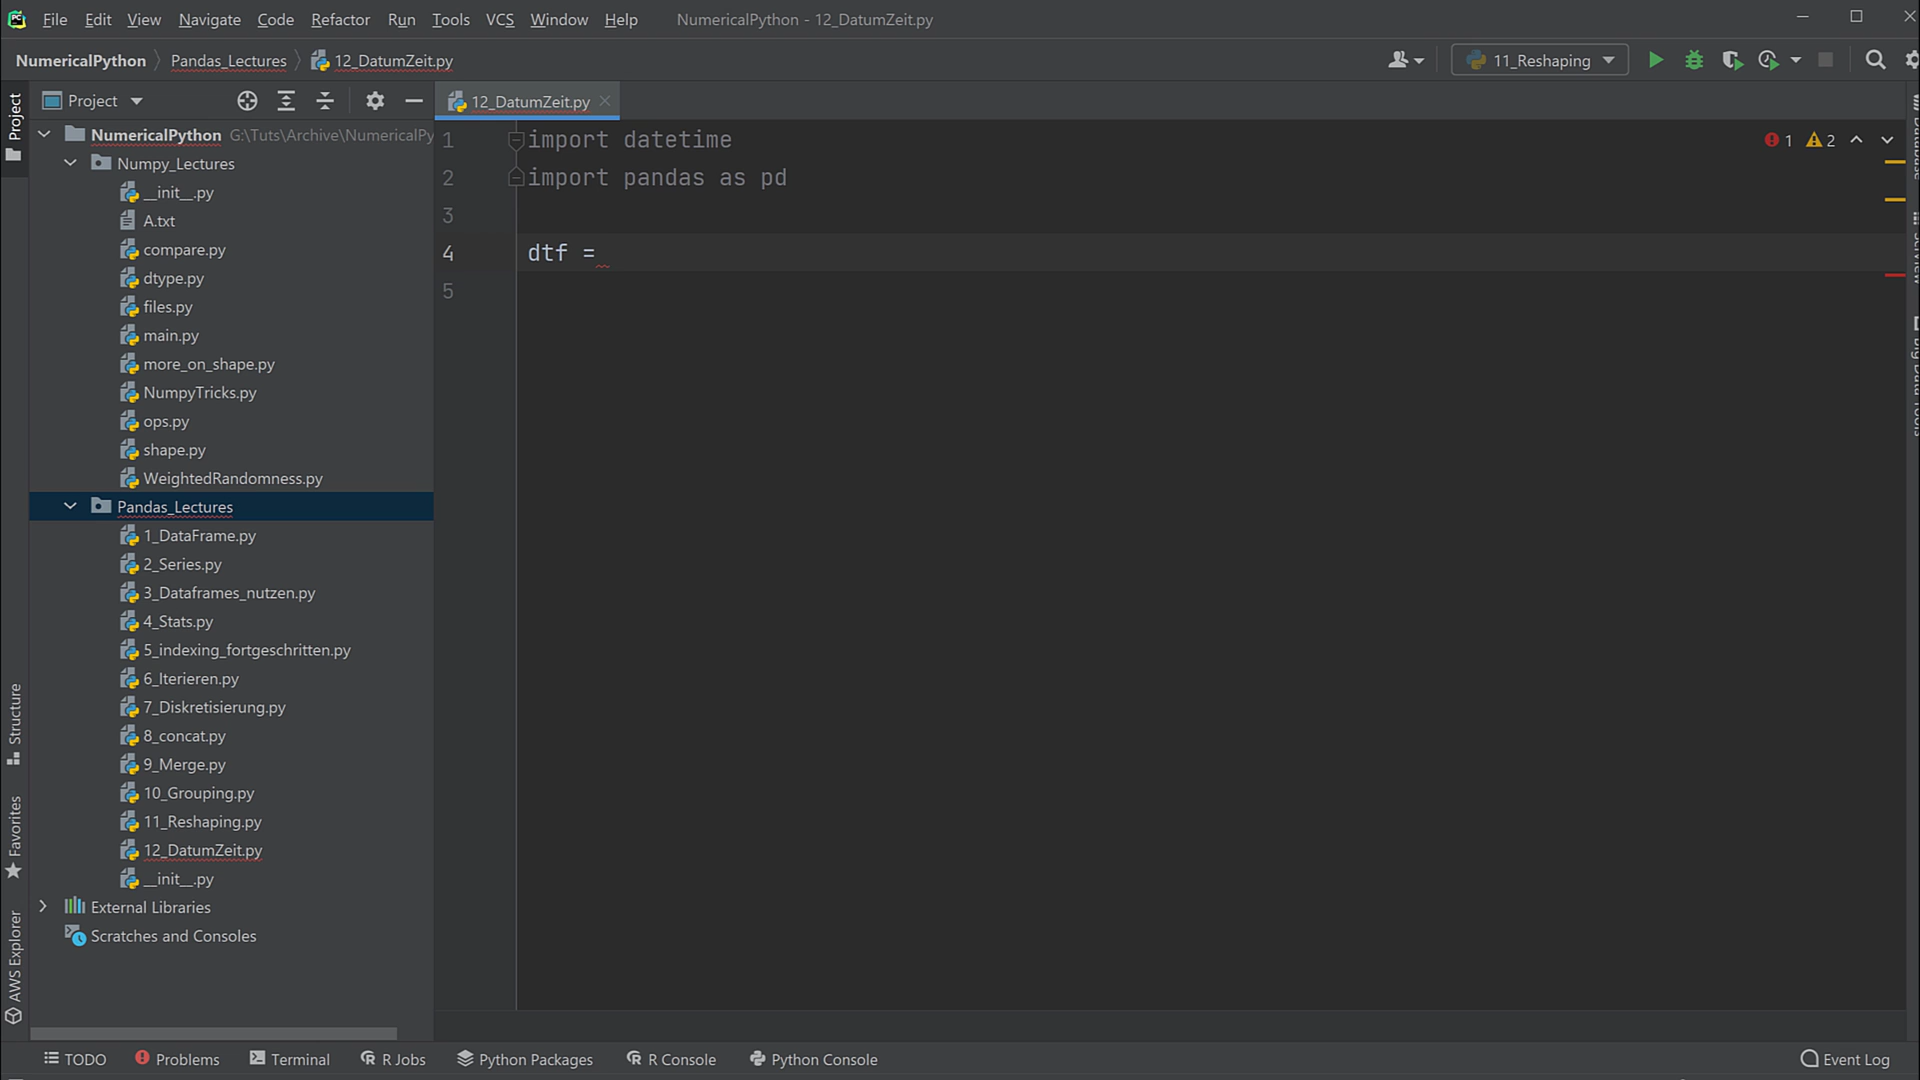 File Edit View Navigate Code Refactor Run Tools VCS Window Help NumericalPython - 12_DatumZeit.py
NumericalPython Pandas_Lectures 12_DatumZeit.py 11_Reshaping
Project
Project
12_DatumZeit.py
NumericalPython G:\Tuts\Archive\NumericalPy
Numpy_Lectures
__init__.py
A.txt
compare.py
dtype.py
files.py
main.py
more_on_shape.py
NumpyTricks.py
ops.py
shape.py
WeightedRandomness.py
Pandas_Lectures
1_DataFrame.py
2_Series.py
3_Dataframes_nutzen.py
4_Stats.py
5_indexing_fortgeschritten.py
6_Iterieren.py
7_Diskretisierung.py
8_concat.py
9_Merge.py
10_Grouping.py
11_Reshaping.py
12_DatumZeit.py
__init__.py
External Libraries
Scratches and Consoles
Structure
Favorites
AWS Explorer
1 import datetime
2 import pandas as pd
3
4 dtf =
5
1 2
TODO Problems Terminal R Jobs Python Packages R Console Python Console Event Log